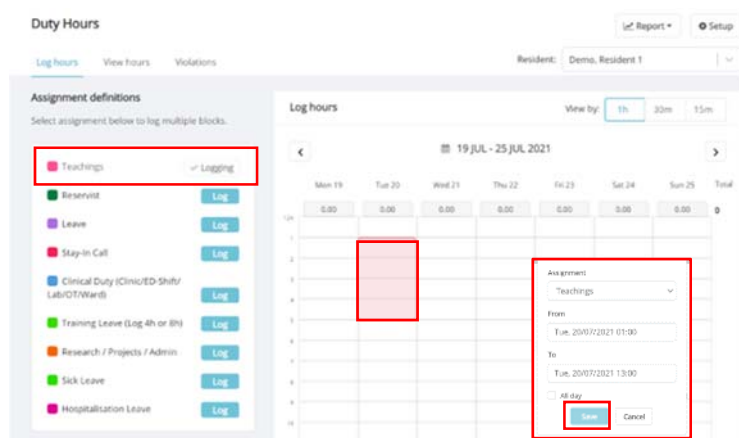 Duty Hours
Report
Setup
Log hours View hours Violations
Resident: Demo, Resident 1
Assignment definitions
Select assignment below to log multiple blocks.
Teachings Logging
Reservist Log
Leave Log
Stay-In Call Log
Clinical Duty (Clinic/ED-Shift/
Lab/OT/Ward) Log
Training Leave (Log 4h or 8h) Log
Research / Projects / Admin Log
Sick Leave Log
Hospitalisation Leave Log
Log hours
View by: 1h 30m 15m
19 JUL - 25 JUL 2021
Mon 19 Tue 20 Wed 21 Thu 22 Fri 23 Sat 24 Sun 25 Total
0.00 0.00 0.00 0.00 0.00 0.00 0.00 0
Assignment
Teachings
From
Tue, 20/07/2021 01:00
To
Tue, 20/07/2021 13:00
All day
Save Cancel